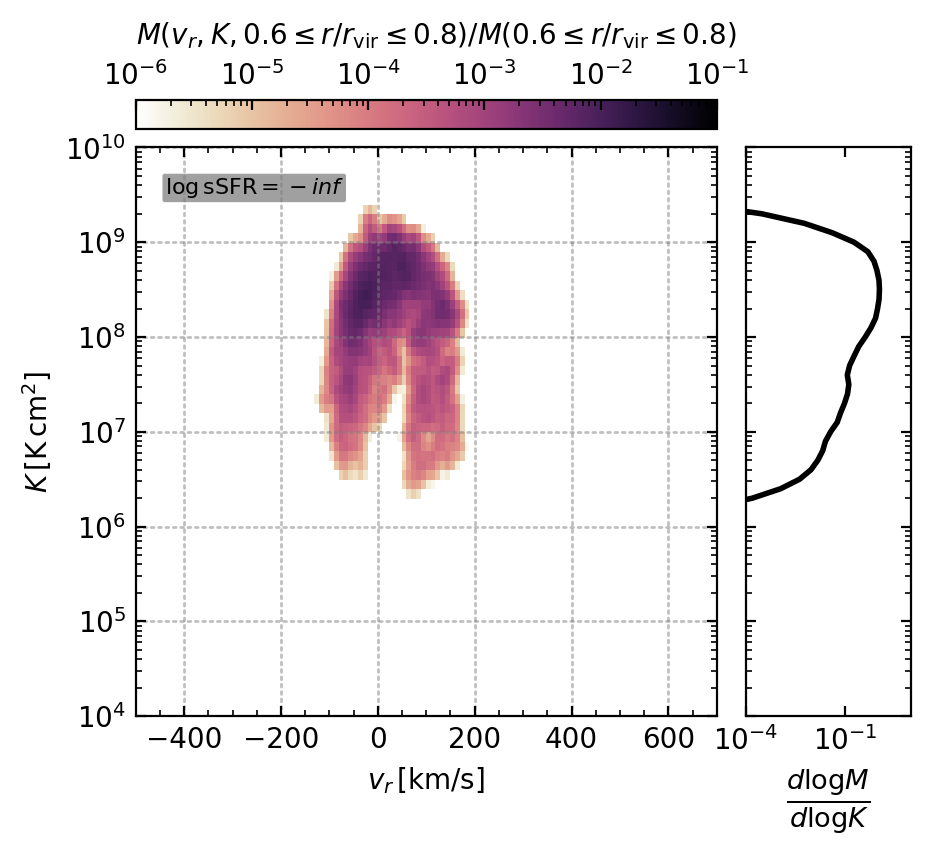 M(v_r, K, 0.6 ≤ r/r_vir ≤ 0.8)/M(0.6 ≤ r/r_vir ≤ 0.8)
10^−6 10^−5 10^−4 10^−3 10^−2 10^−1
10^10
log sSFR = −inf
10^9
10^8
10^7
10^6
10^5
10^4
K [K cm^2]
−400 −200 0 200 400 600
v_r [km/s]
10^−4 10^−1
dlogM
dlogK